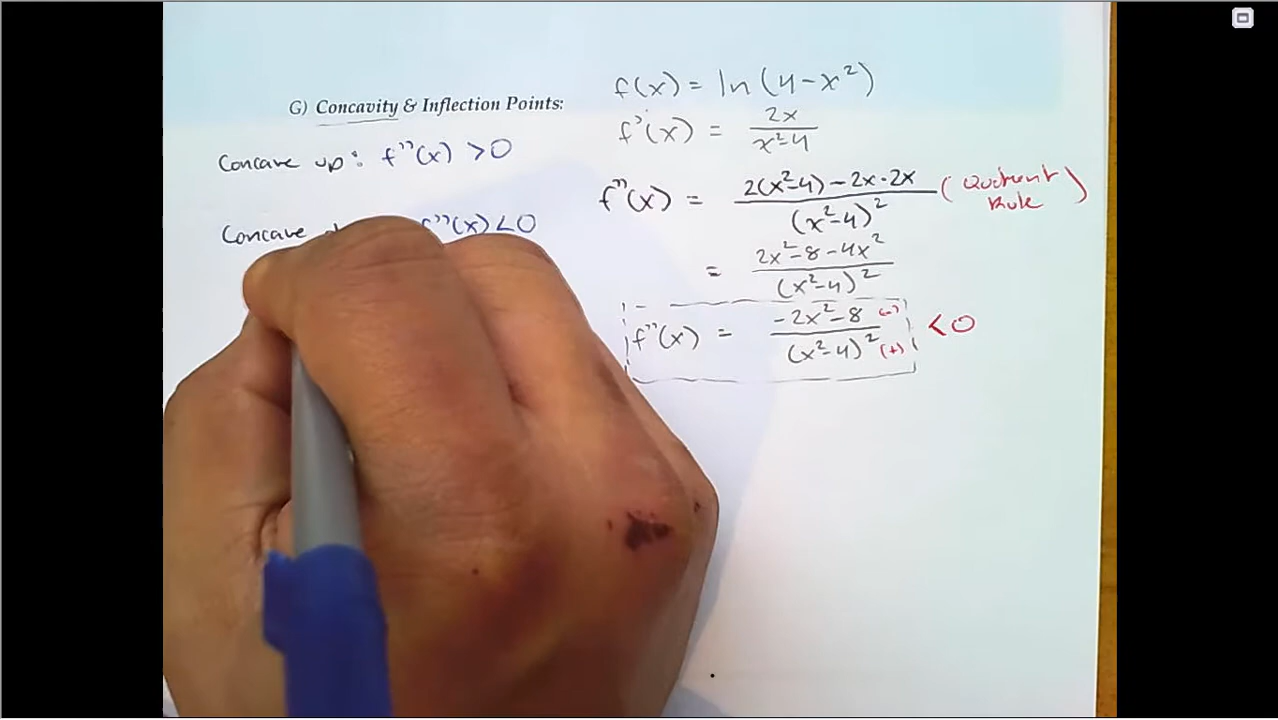 G) Concavity & Inflection Points:
Concave up: f''(x) >0
Concave f''(x) <0
f(x) = ln(4-x²)
f'(x) = 2x / x²-4
f''(x) = 2(x²-4) - 2x·2x / (x²-4)² (Quotient Rule)
= 2x²-8-4x² / (x²-4)²
f''(x) = -2x²-8 (-) / (x²-4)² (+) <0